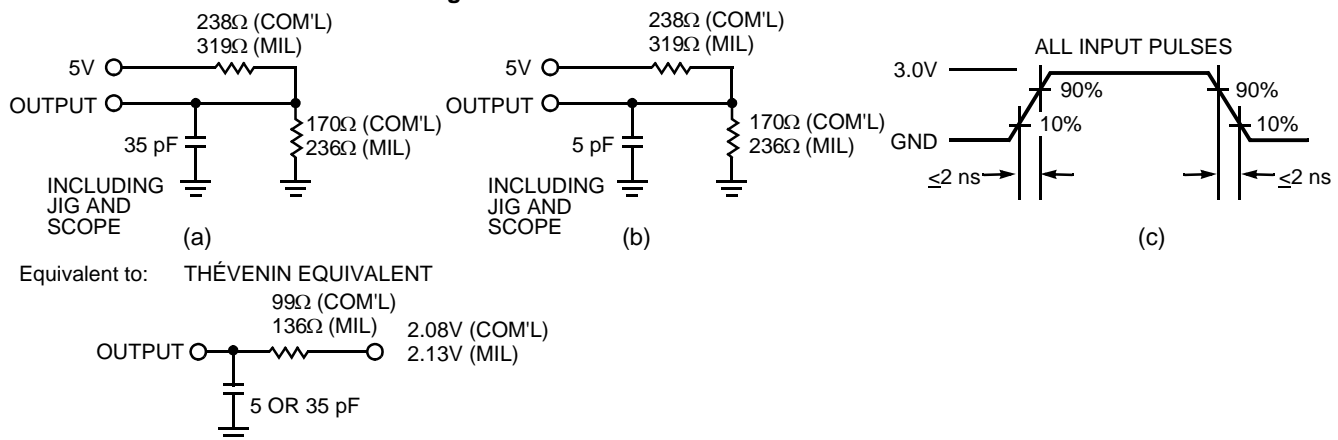 238Ω (COM'L)
319Ω (MIL)
5V
OUTPUT
35 pF
170Ω (COM'L)
236Ω (MIL)
INCLUDING
JIG AND
SCOPE
(a)
238Ω (COM'L)
319Ω (MIL)
5V
OUTPUT
5 pF
170Ω (COM'L)
236Ω (MIL)
INCLUDING
JIG AND
SCOPE
(b)
ALL INPUT PULSES
3.0V
90%
90%
10%
10%
GND
≤2 ns
≤2 ns
(c)
Equivalent to: THÉVENIN EQUIVALENT
99Ω (COM'L)
136Ω (MIL)
2.08V (COM'L)
2.13V (MIL)
OUTPUT
5 OR 35 pF